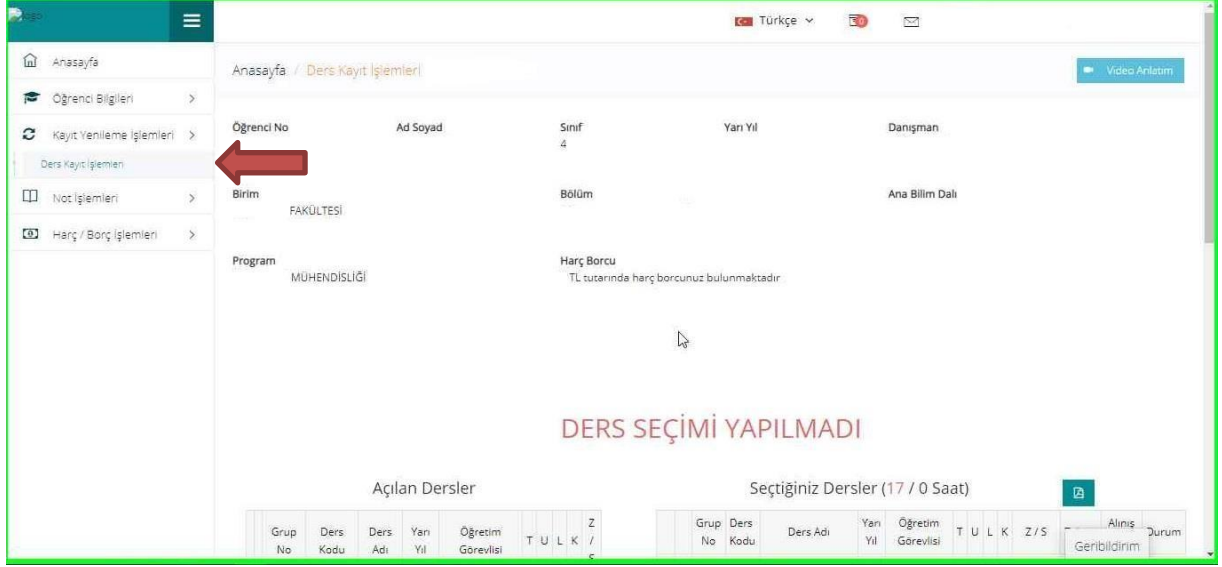 logo
Türkçe
0
Anasayfa
Öğrenci Bilgileri
Kayıt Yenileme İşlemleri
Ders Kayıt İşlemleri
Not İşlemleri
Harç / Borç İşlemleri
Anasayfa / Ders Kayıt İşlemleri
Video Anlatım
Öğrenci No Ad Soyad Sınıf Yarı Yıl Danışman
4
Birim Bölüm Ana Bilim Dalı
FAKÜLTESİ
Program Harç Borcu
MÜHENDİSLİĞİ TL tutarında harç borcunuz bulunmaktadır
DERS SEÇİMİ YAPILMADI
Açılan Dersler
Grup No Ders Kodu Ders Adı Yarı Yıl Öğretim Görevlisi T U L K Z / S
Seçtiğiniz Dersler (17 / 0 Saat)
Grup No Ders Kodu Ders Adı Yarı Yıl Öğretim Görevlisi T U L K Z / S Alınış Durum
Geribildirim